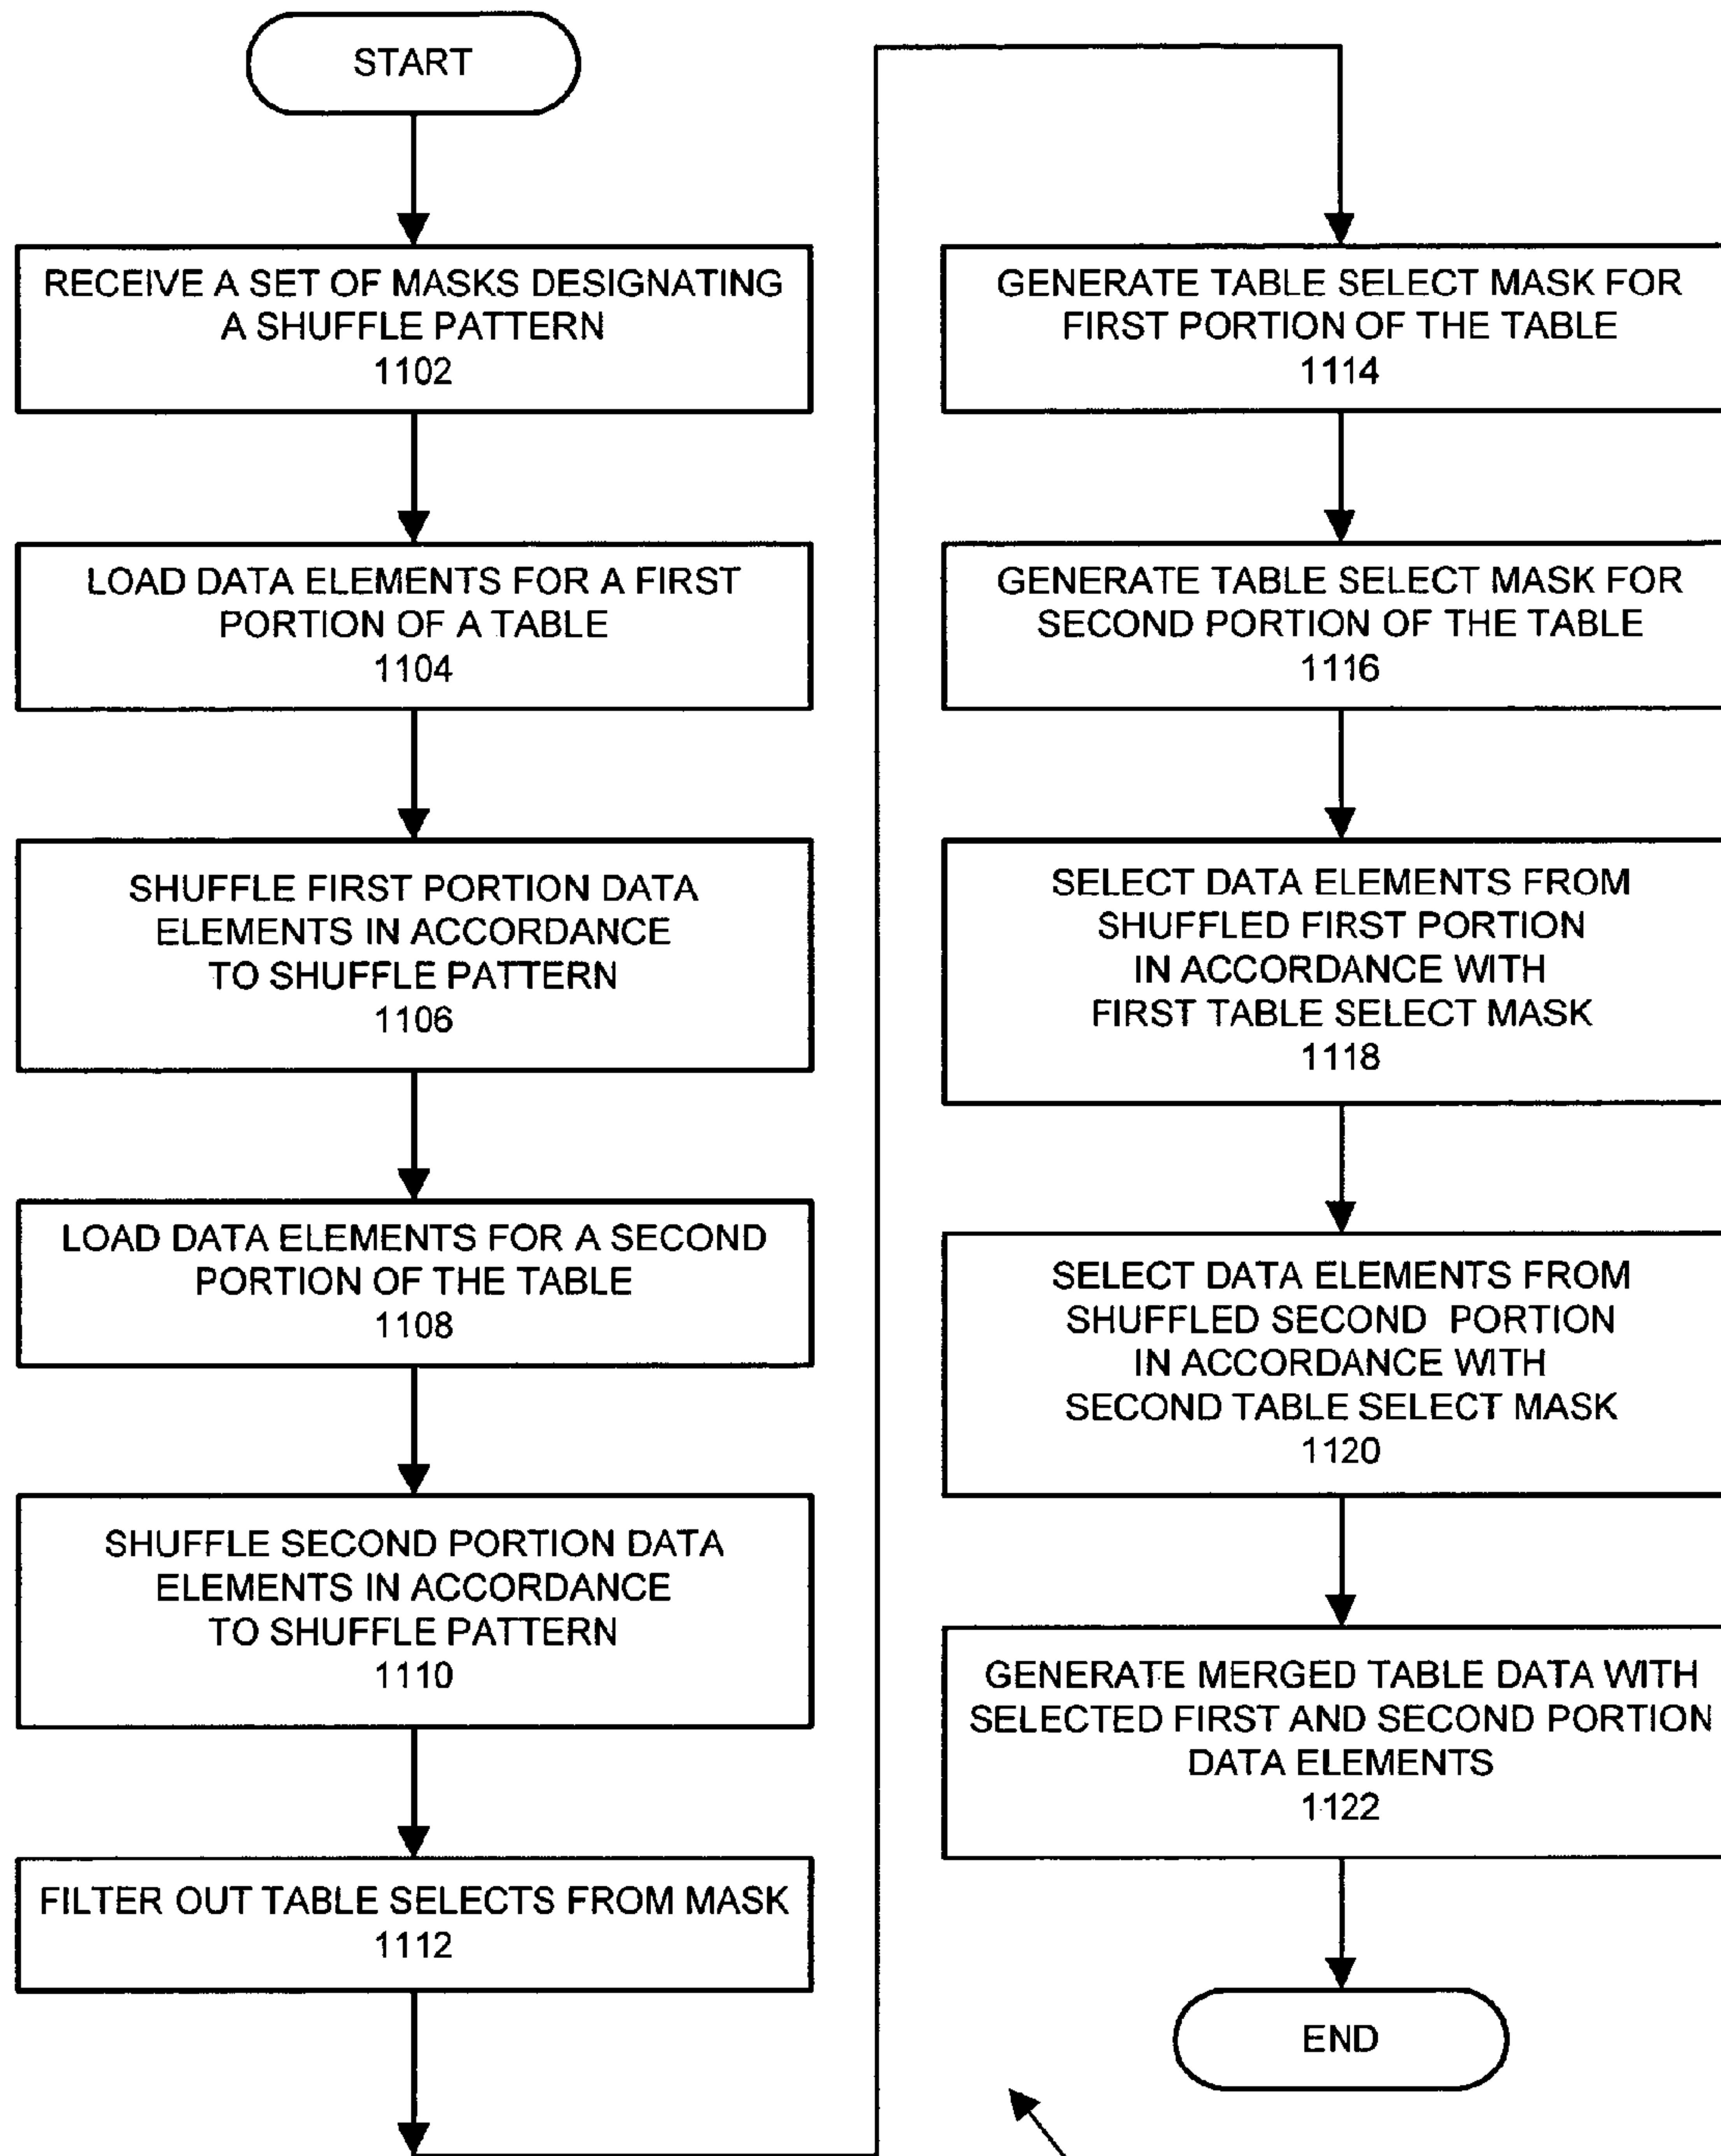 START
RECEIVE A SET OF MASKS DESIGNATING
A SHUFFLE PATTERN
1102
LOAD DATA ELEMENTS FOR A FIRST
PORTION OF A TABLE
1104
SHUFFLE FIRST PORTION DATA
ELEMENTS IN ACCORDANCE
TO SHUFFLE PATTERN
1106
LOAD DATA ELEMENTS FOR A SECOND
PORTION OF THE TABLE
1108
SHUFFLE SECOND PORTION DATA
ELEMENTS IN ACCORDANCE
TO SHUFFLE PATTERN
1110
FILTER OUT TABLE SELECTS FROM MASK
1112
GENERATE TABLE SELECT MASK FOR
FIRST PORTION OF THE TABLE
1114
GENERATE TABLE SELECT MASK FOR
SECOND PORTION OF THE TABLE
1116
SELECT DATA ELEMENTS FROM
SHUFFLED FIRST PORTION
IN ACCORDANCE WITH
FIRST TABLE SELECT MASK
1118
SELECT DATA ELEMENTS FROM
SHUFFLED SECOND PORTION
IN ACCORDANCE WITH
SECOND TABLE SELECT MASK
1120
GENERATE MERGED TABLE DATA WITH
SELECTED FIRST AND SECOND PORTION
DATA ELEMENTS
1122
END